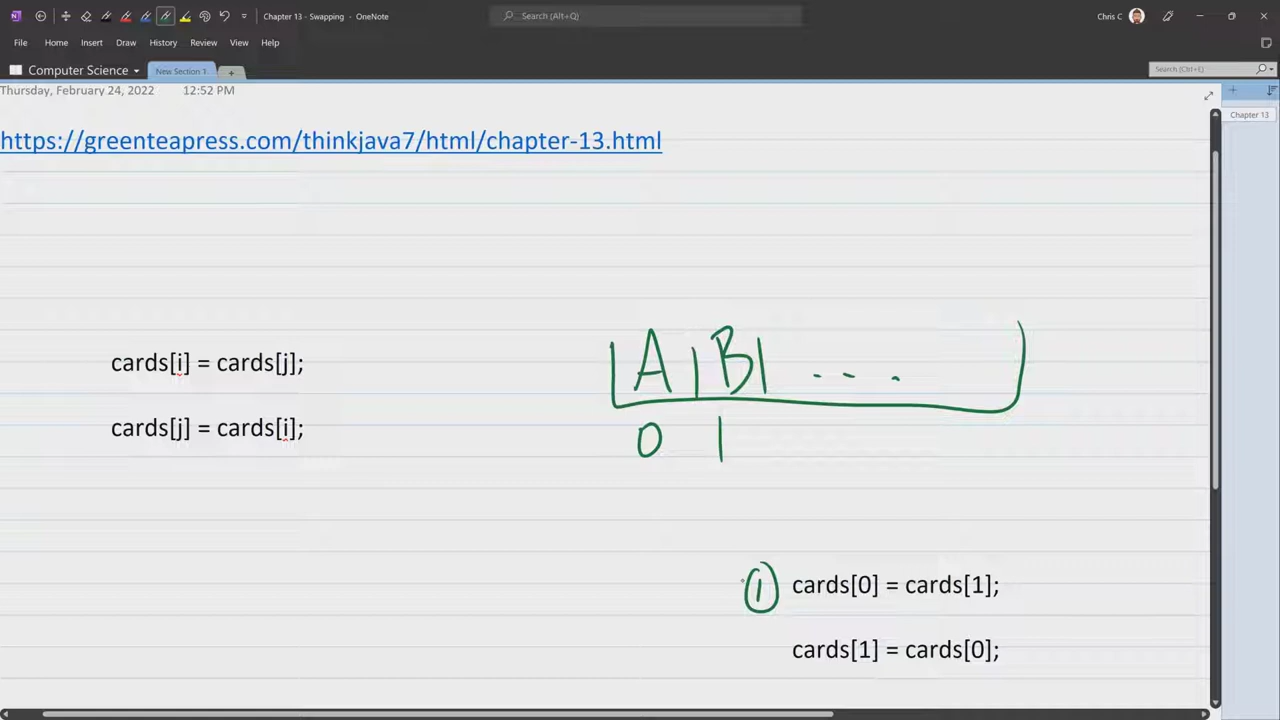 Chapter 13 - Swapping - OneNote
Search (Alt+Q)
Chris C
File Home Insert Draw History Review View Help
Computer Science
New Section 1
+
Search (Ctrl+E)
Thursday, February 24, 2022 12:52 PM
+
Chapter 13
https://greenteapress.com/thinkjava7/html/chapter-13.html
cards[i] = cards[j];
cards[j] = cards[i];
A B ...
0 1
1 cards[0] = cards[1];
cards[1] = cards[0];